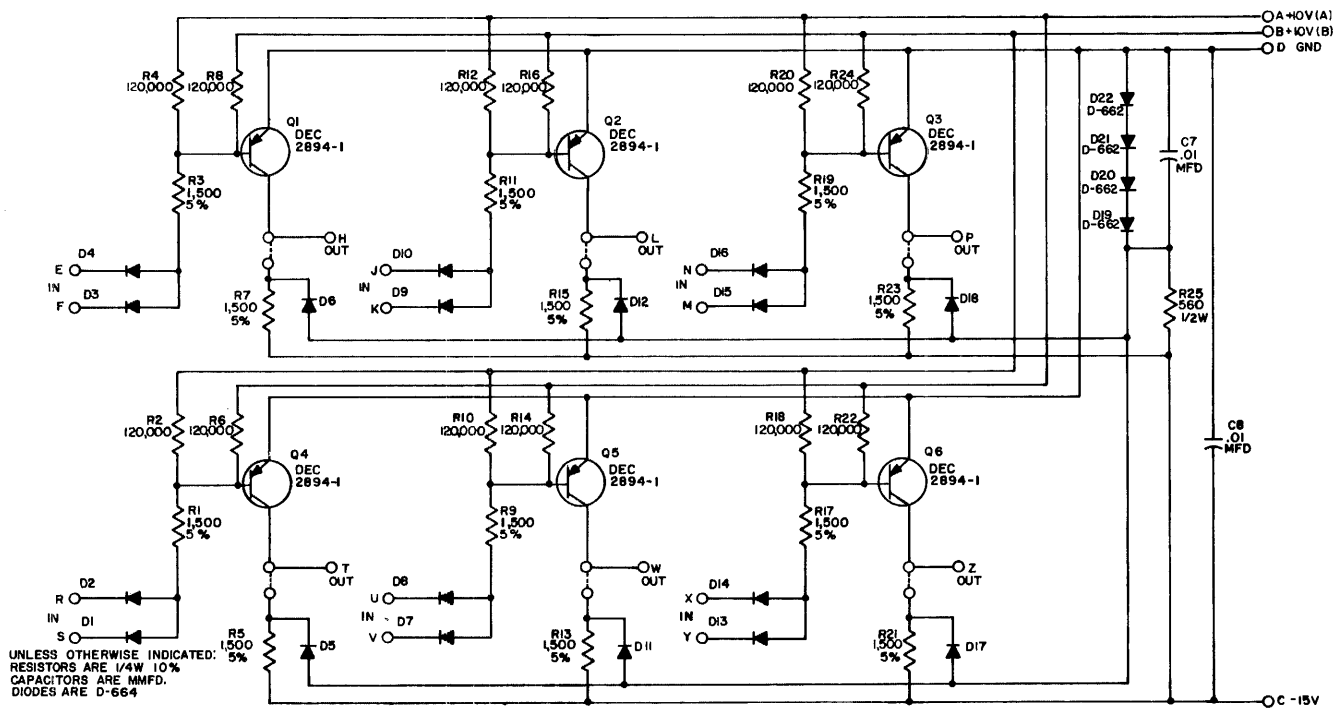 A +10V(A)
B +10V(B)
D GND
R4
120,000
R8
120,000
Q1
DEC
2894-1
R3
1,500
5%
R12
120,000
R16
120,000
Q2
DEC
2894-1
R11
1,500
5%
R20
120,000
R24
120,000
Q3
DEC
2894-1
R19
1,500
5%
D22
D-662
D21
D-662
D20
D-662
D19
D-662
C7
.01
MFD
H
OUT
L
OUT
P
OUT
D4
E
IN
D3
F
R7
1,500
5%
D6
D10
J
IN
D9
K
R15
1,500
5%
D12
D16
N
IN
D15
M
R23
1,500
5%
D18
R25
560
1/2W
R2
120,000
R6
120,000
Q4
DEC
2894-1
R1
1,500
5%
R10
120,000
R14
120,000
Q5
DEC
2894-1
R9
1,500
5%
R18
120,000
R22
120,000
Q6
DEC
2894-1
R17
1,500
5%
C8
.01
MFD
T
OUT
W
OUT
Z
OUT
D2
R
IN
D1
S
R5
1,500
5%
D5
D8
U
IN
D7
V
R13
1,500
5%
D11
D14
X
IN
D13
Y
R21
1,500
5%
D17
UNLESS OTHERWISE INDICATED:
RESISTORS ARE 1/4W 10%
CAPACITORS ARE MMFD.
DIODES ARE D-664
C -15V